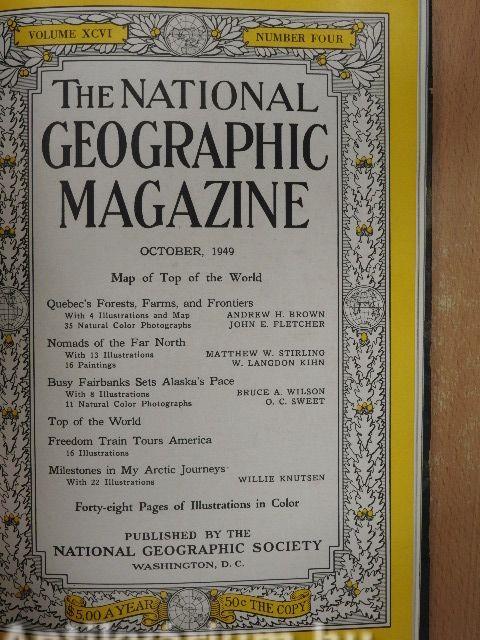 VOLUME XCVI
NUMBER FOUR
THE NATIONAL
GEOGRAPHIC
MAGAZINE
OCTOBER, 1949
Map of Top of the World
Quebec's Forests, Farms, and Frontiers
With 4 Illustrations and Map ANDREW H. BROWN
35 Natural Color Photographs JOHN E. FLETCHER
Nomads of the Far North
With 13 Illustrations MATTHEW W. STIRLING
16 Paintings W. LANGDON KIHN
Busy Fairbanks Sets Alaska's Pace
With 8 Illustrations BRUCE A. WILSON
11 Natural Color Photographs O. C. SWEET
Top of the World
Freedom Train Tours America
16 Illustrations
Milestones in My Arctic Journeys
With 22 Illustrations WILLIE KNUTSEN
Forty-eight Pages of Illustrations in Color
PUBLISHED BY THE
NATIONAL GEOGRAPHIC SOCIETY
WASHINGTON, D. C.
$5.00 A YEAR
50c THE COPY